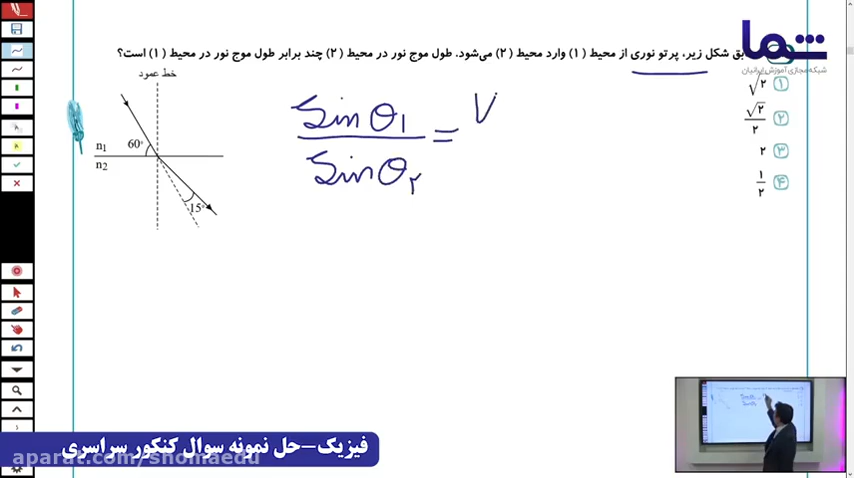 شما
شبکه مجازی آموزش ایرانیان
شکل زیر، پرتو نوری از محیط (۱) وارد محیط (۲) می‌شود. طول موج نور در محیط (۲) چند برابر طول موج نور در محیط (۱) است؟
۱ √۲
۲ √۲/۲
۳ ۲
۴ ۱/۲
خط عمود
n1
60°
n2
15°
Sin θ۱ / Sin θ۲ = V
فیزیک-حل نمونه سوال کنکور سراسری
aparat.com/shomaedu